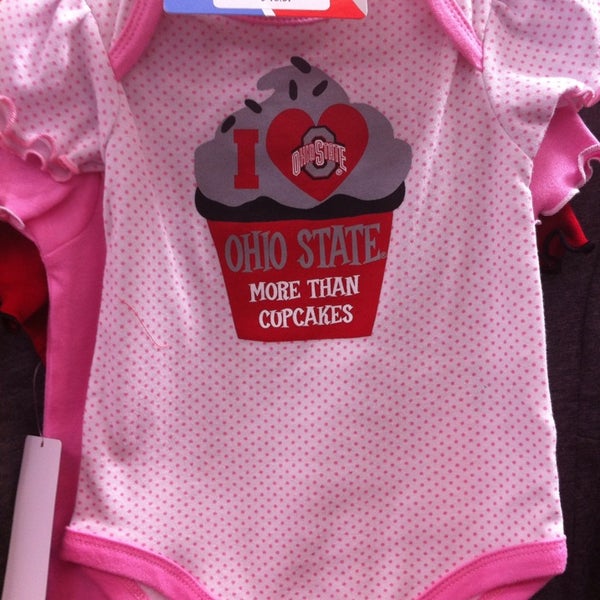 I
OHIO STATE
®
OHIO STATE®
MORE THAN
CUPCAKES